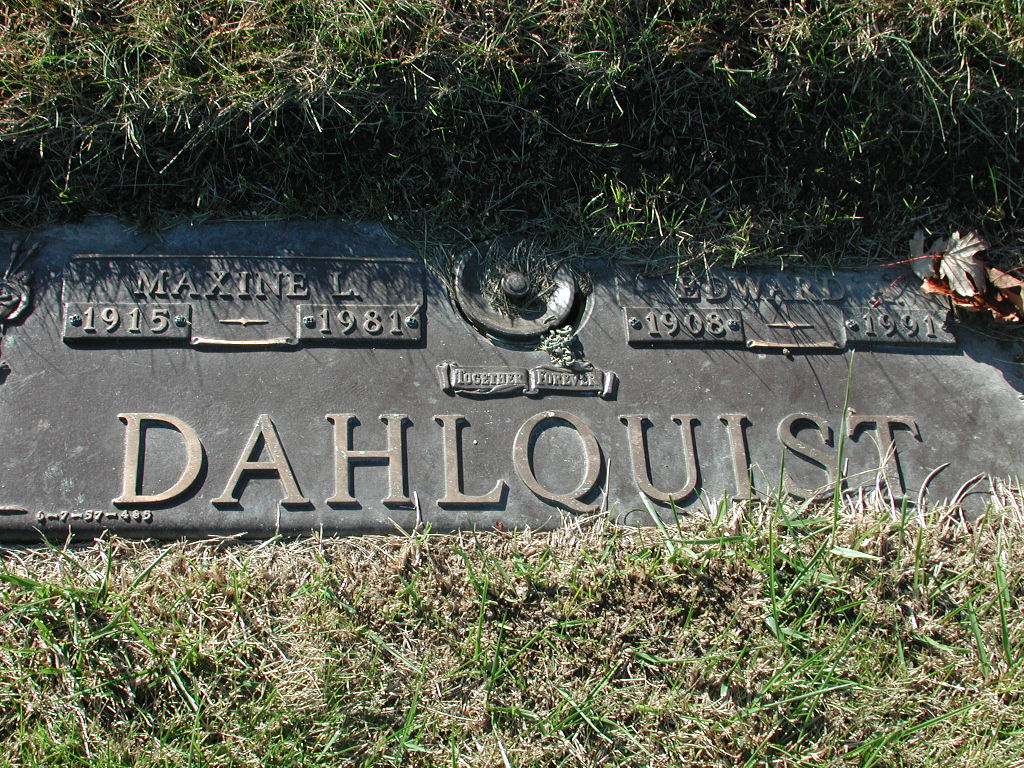 MAXINE L.
1915 1981
EDWARD
1908 1991
TOGETHER FOREVER
DAHLQUIST